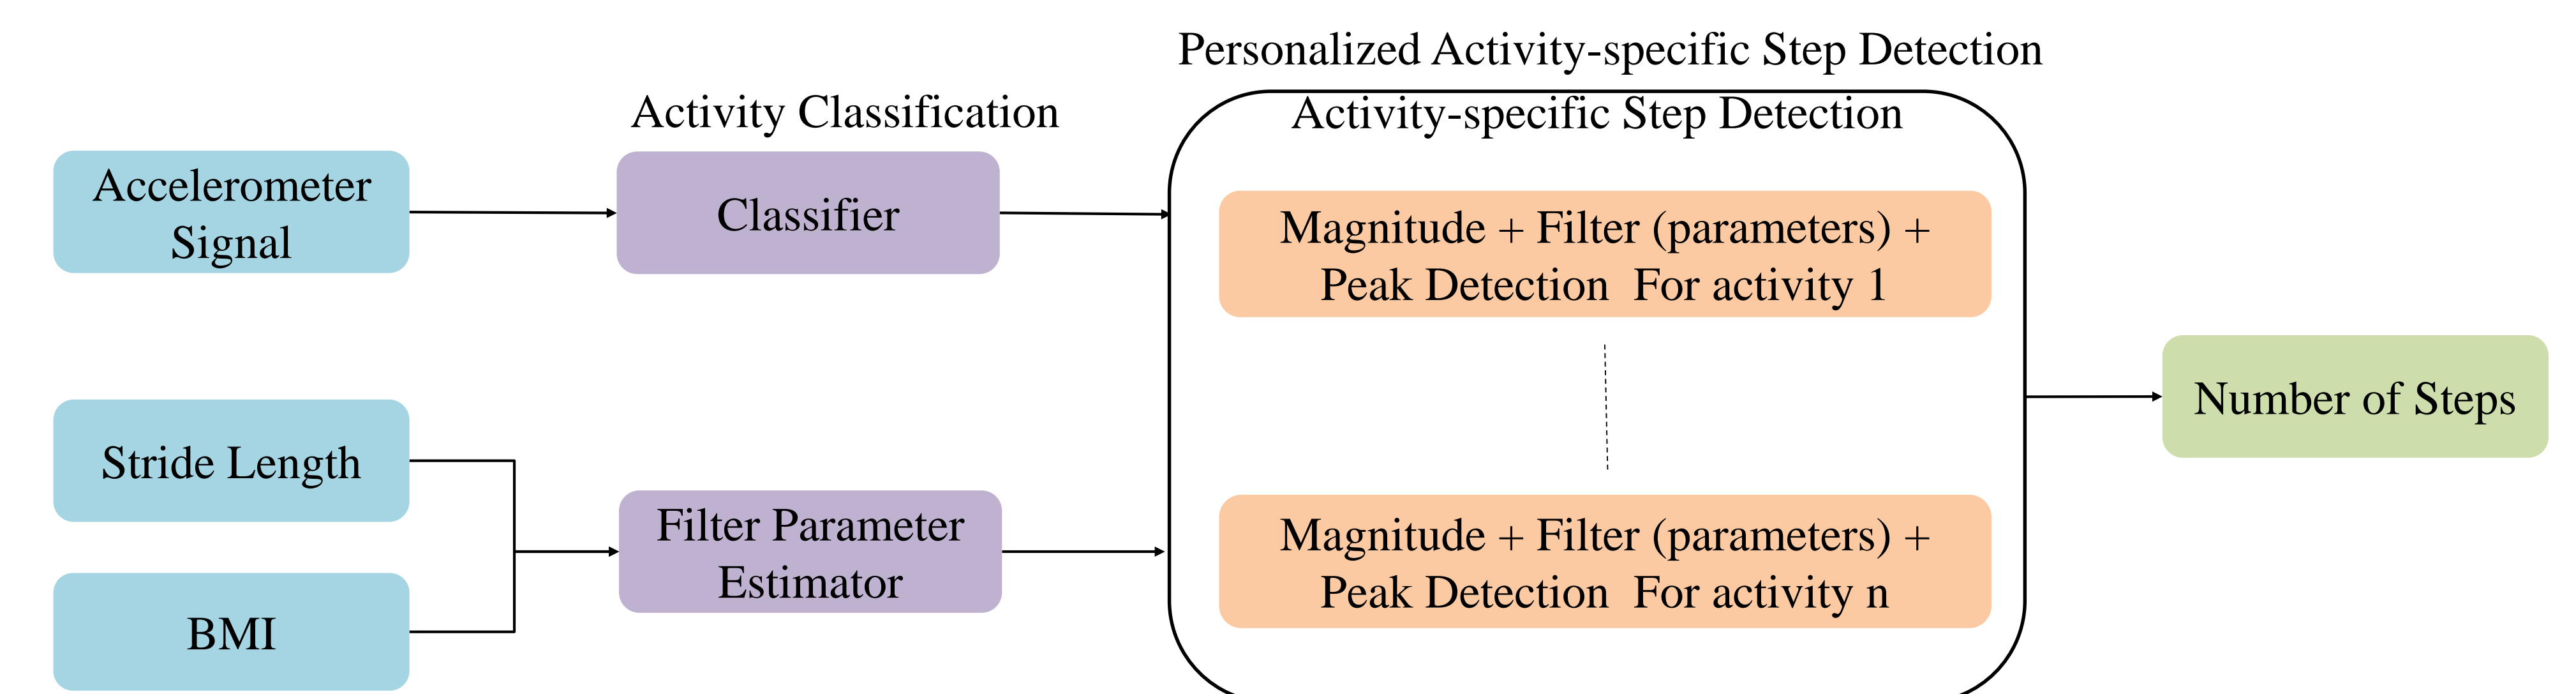 Personalized Activity-specific Step Detection
Activity Classification
Activity-specific Step Detection
Accelerometer
Signal
Classifier
Magnitude + Filter (parameters) +
Peak Detection For activity 1
Number of Steps
Stride Length
Filter Parameter
Estimator
Magnitude + Filter (parameters) +
Peak Detection For activity n
BMI